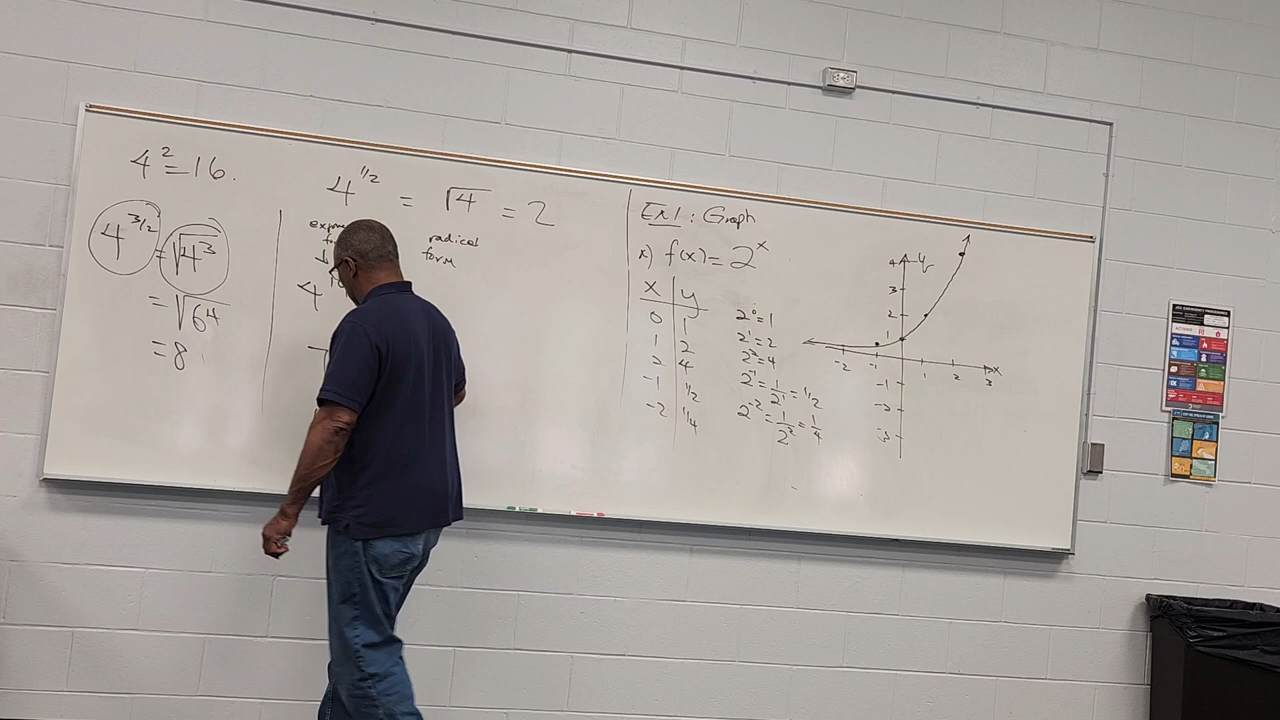 4² = 16.
4^(3/2) = √4³
= √64
= 8
4^(1/2) = √4 = 2
radical
form
4
Ex1: Graph
a) f(x) = 2^x
x y
0 1
1 2
2 4
-1 1/2
-2 1/4
2⁰ = 1
2¹ = 2
2² = 4
2⁻¹ = 1/2¹ = 1/2
2⁻² = 1/2² = 1/4
4 y
3
2
1
-2 -1 1 2 3 x
-1
-2
-3